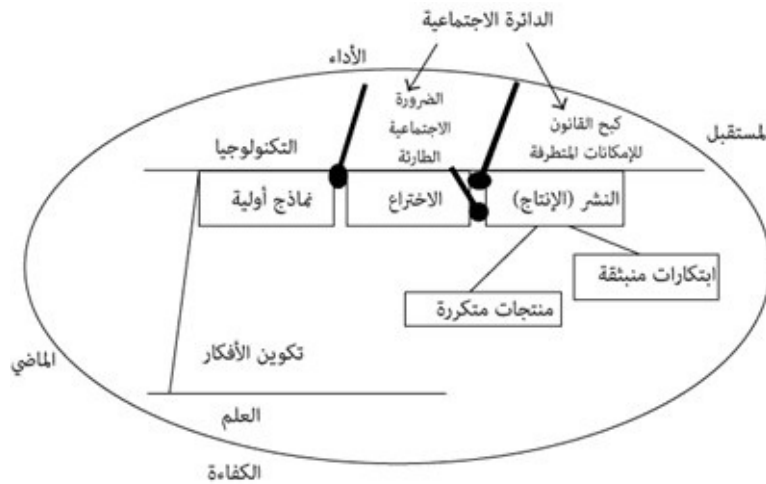 الدائرة الاجتماعية
الأداء
المستقبل
الضرورة
الاجتماعية
الطارئة
كبح القانون
للإمكانات المتطرفة
التكنولوجيا
النشر (الإنتاج)
الاختراع
نماذج أولية
ابتكارات منبثقة
منتجات متكررة
تكوين الأفكار
الماضي
العلم
الكفاءة